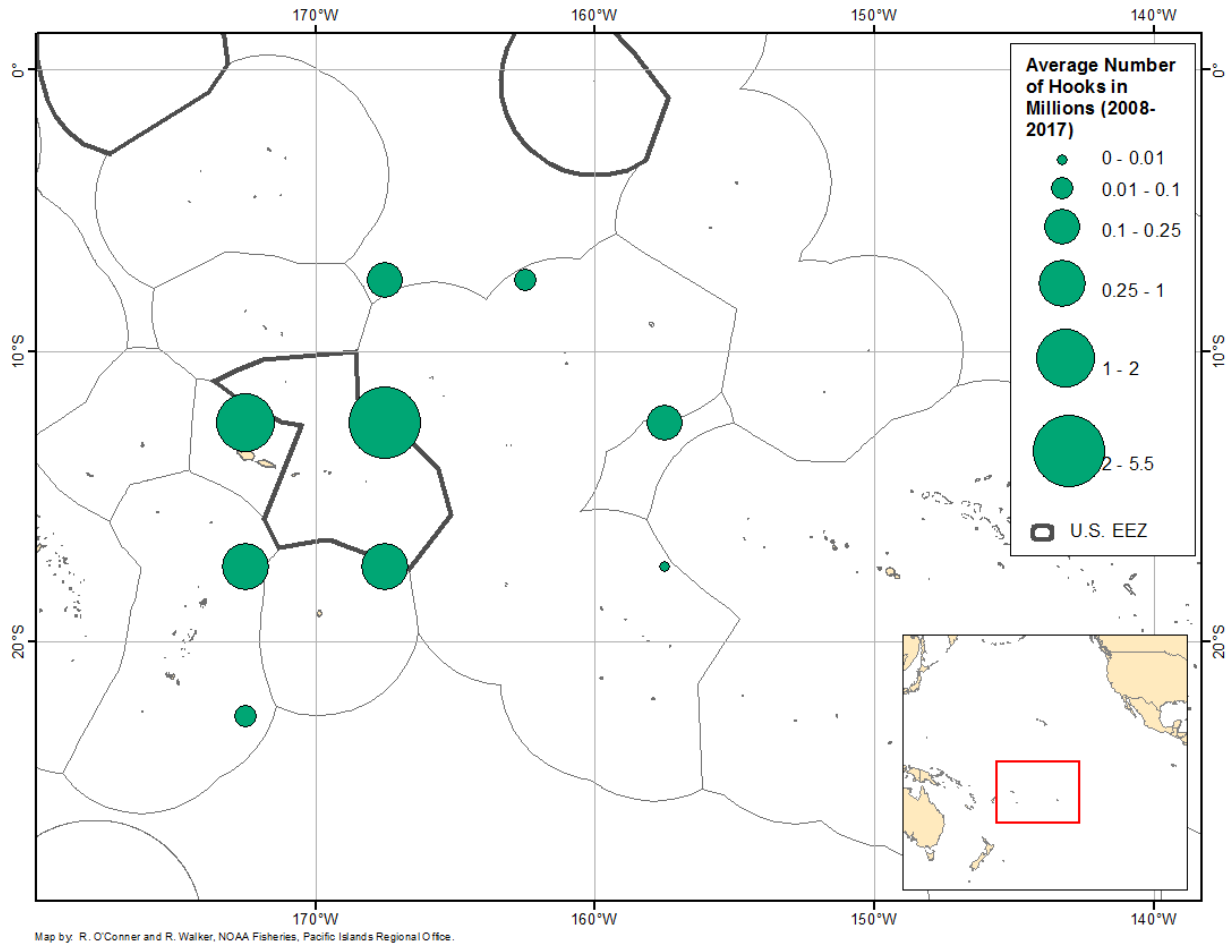 170°W 160°W 150°W 140°W
0° 0°
Average Number
of Hooks in
Millions (2008-
2017)
0 - 0.01
0.01 - 0.1
0.1 - 0.25
0.25 - 1
1 - 2
2 - 5.5
U.S. EEZ
10°S 10°S
20°S 20°S
170°W 160°W 150°W 140°W
Map by: R. O'Conner and R. Walker, NOAA Fisheries, Pacific Islands Regional Office.